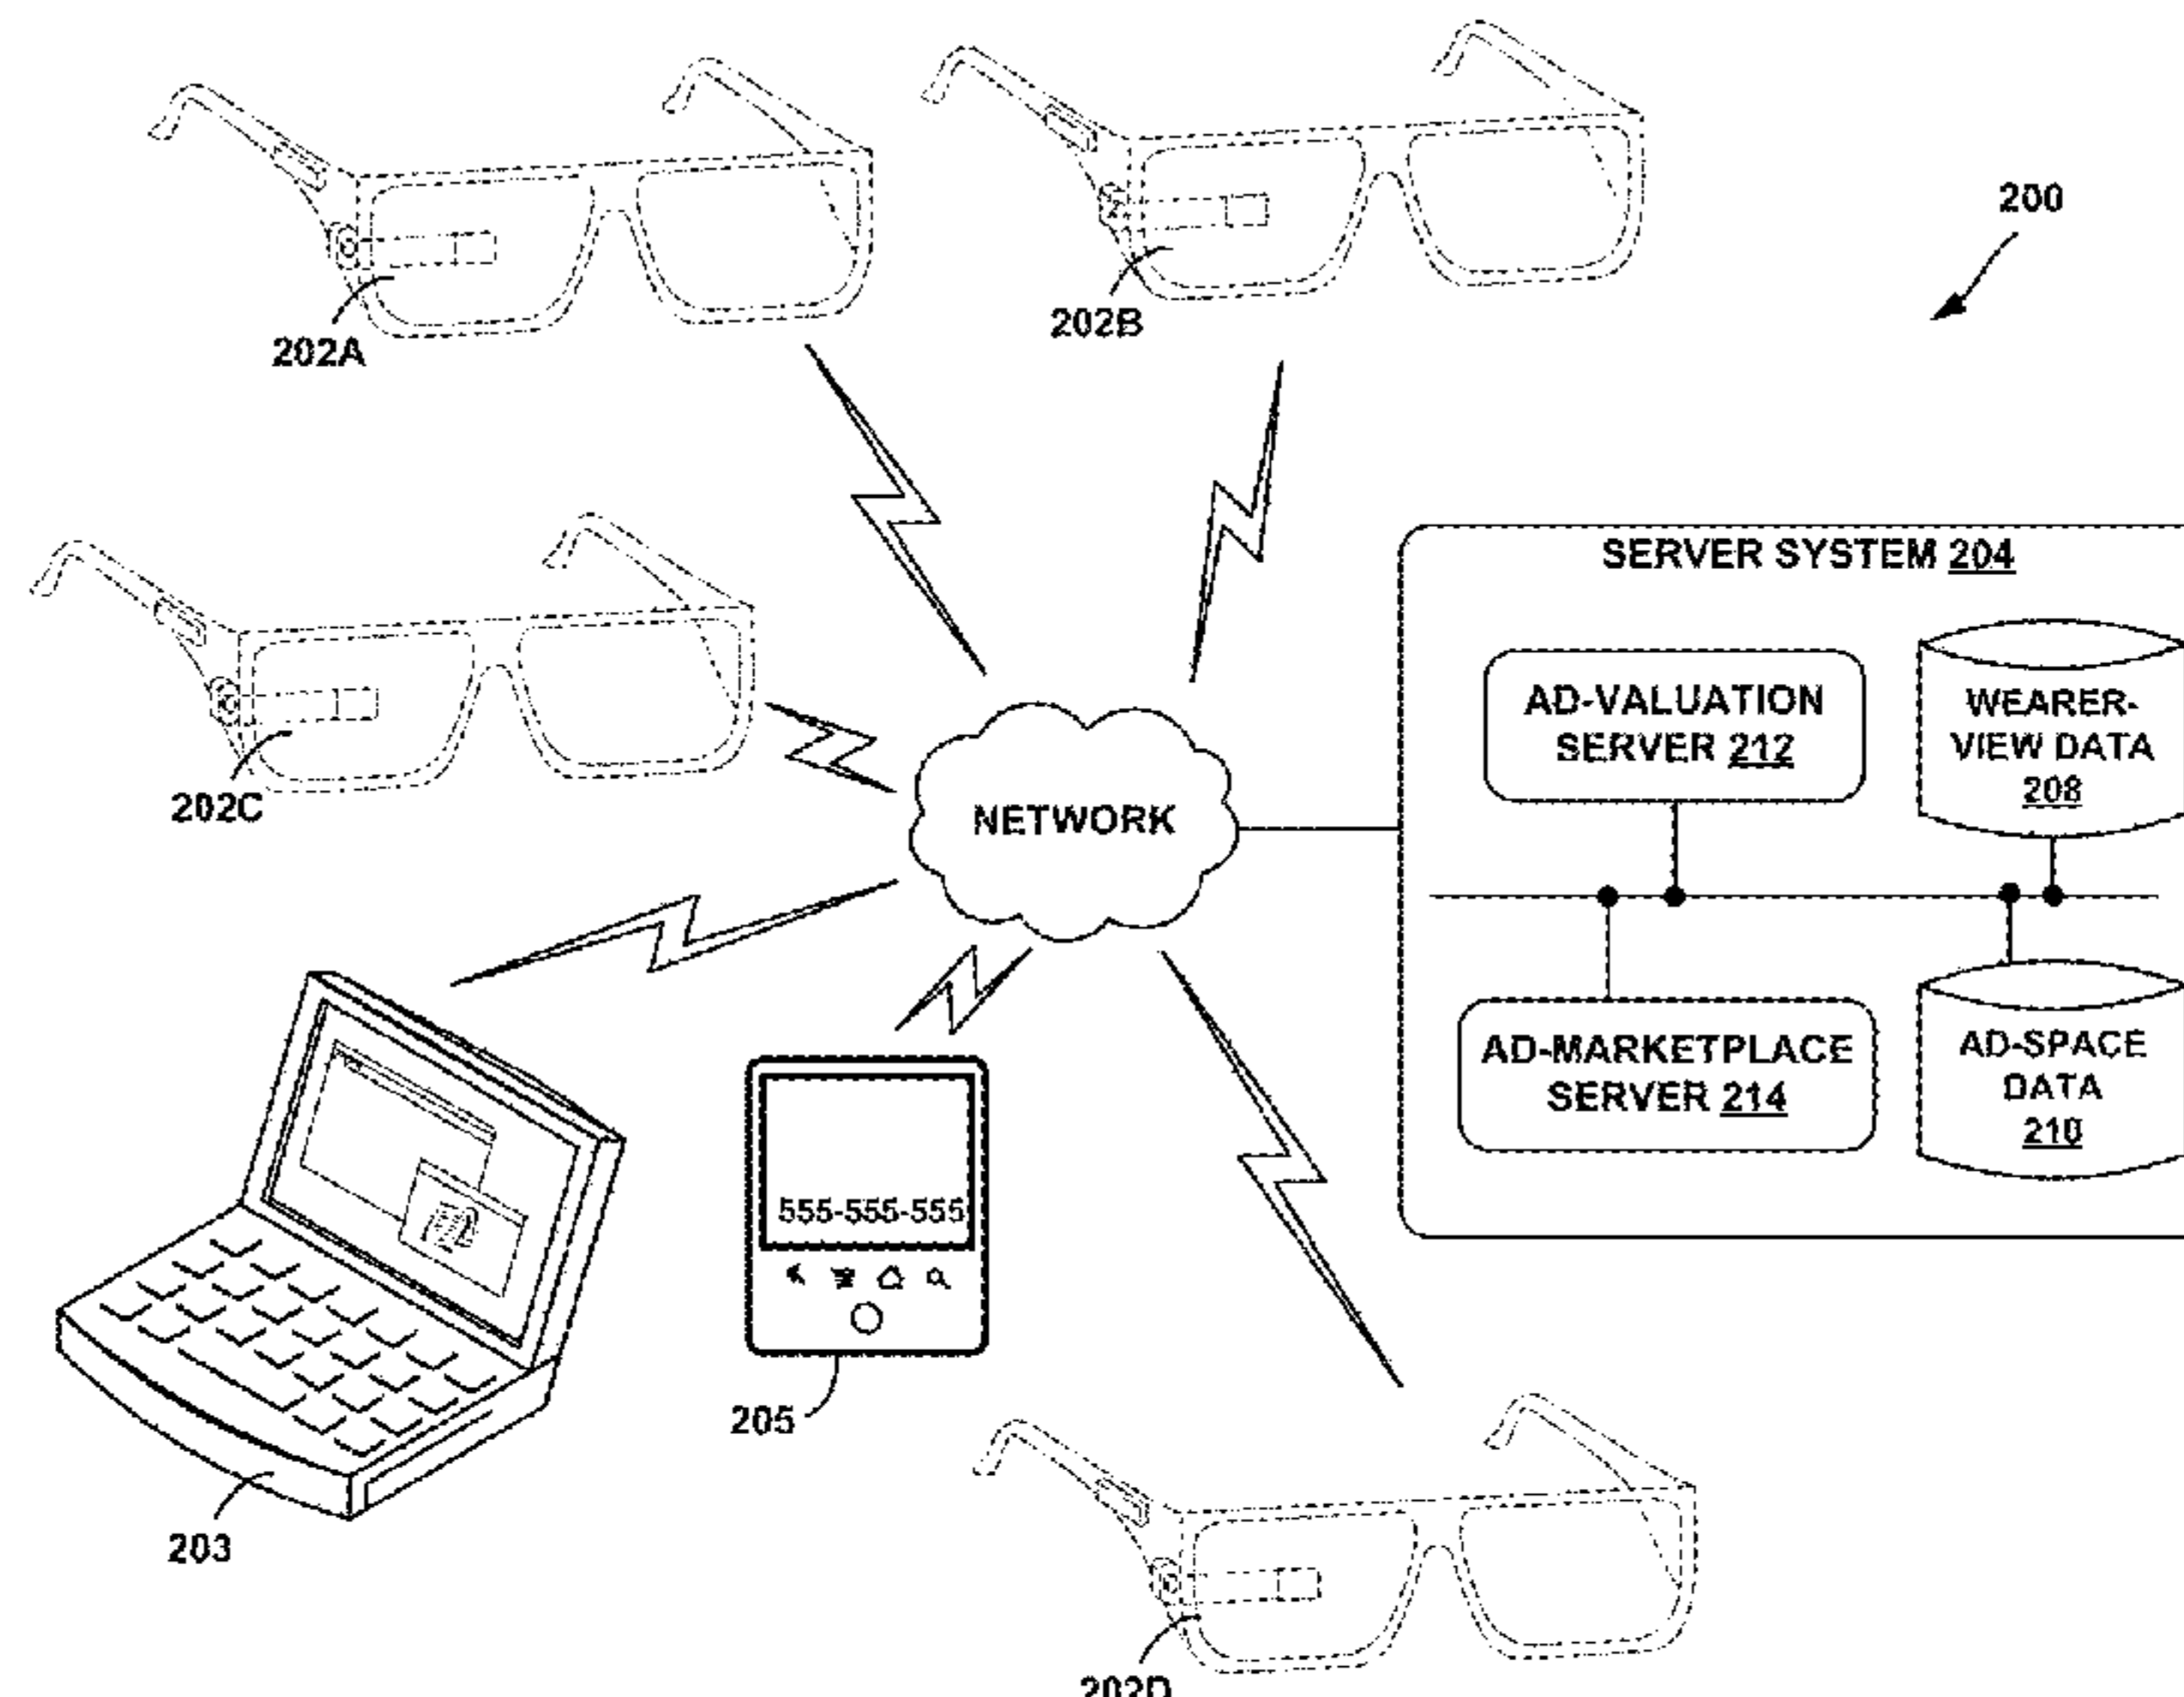 200
202A
202B
SERVER SYSTEM 204
AD-VALUATION
SERVER 212
WEARER-
VIEW DATA
208
202C
NETWORK
AD-MARKETPLACE
SERVER 214
AD-SPACE
DATA
210
555-555-555
205
203
202D